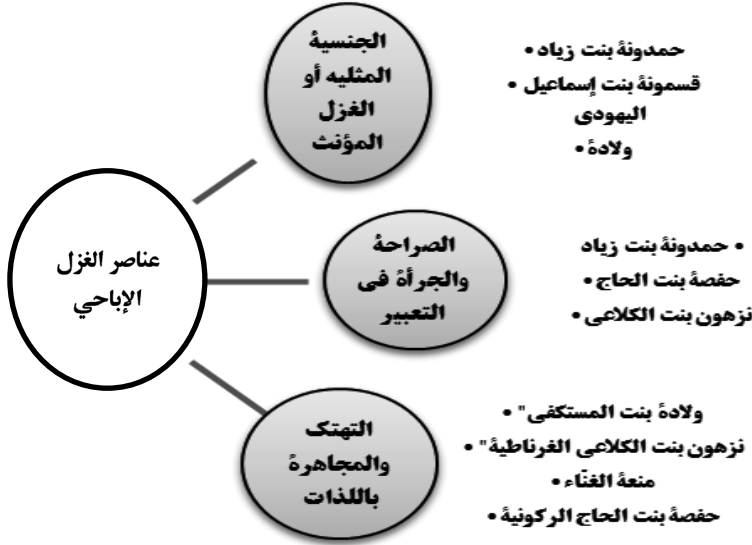 الجنسية
المثليه أو
الغزل
المؤنث
• حمدونة بنت زياد
• قسمونة بنت إسماعيل
اليهودى
• ولادة
عناصر الغزل
الإباحي
الصراحة
والجرأة فى
التعبير
• حمدونة بنت زياد
• حفصة بنت الحاج
• نزهون بنت الكلاعى
التهتك
والمجاهرة
باللذات
• "ولادة بنت المستكفى
• "نزهون بنت الكلاعى الغرناطية
• منعة الغنّاء
• حفصة بنت الحاج الركونية